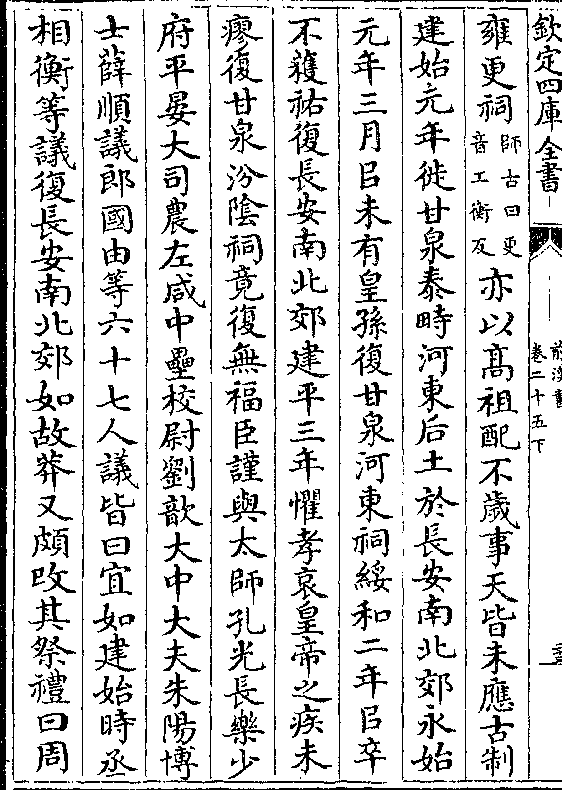 欽定四庫全書
前漢書
卷二十五下
雍更祠師古曰更音工衡反亦以髙祖配不歲事天皆未應古制
建始元年徙甘泉泰畤河東后土於長安南北郊永始
元年三月㠯未有皇孫復甘泉河東祠綏和二年㠯卒
不獲祐復長安南北郊建平三年懼孝哀皇帝之疾未
瘳復甘泉汾隂祠竟復無福臣謹與太師孔光長樂少
府平晏大司農左咸中壘校尉劉歆大中大夫朱陽博
士薛順議郎國由等六十七人議皆曰宜如建始時丞
相衡等議復長安南北郊如故莽又頗改其祭禮曰周